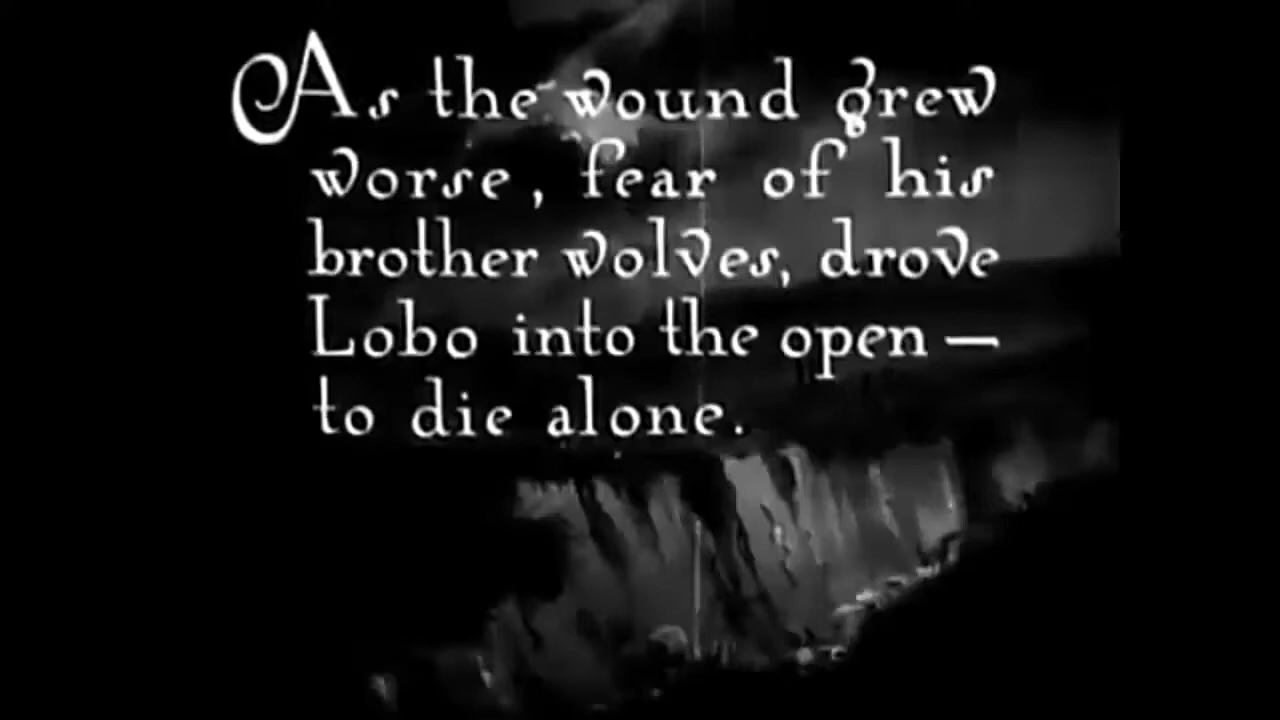 As the wound grew
worse, fear of his
brother wolves, drove
Lobo into the open —
to die alone.